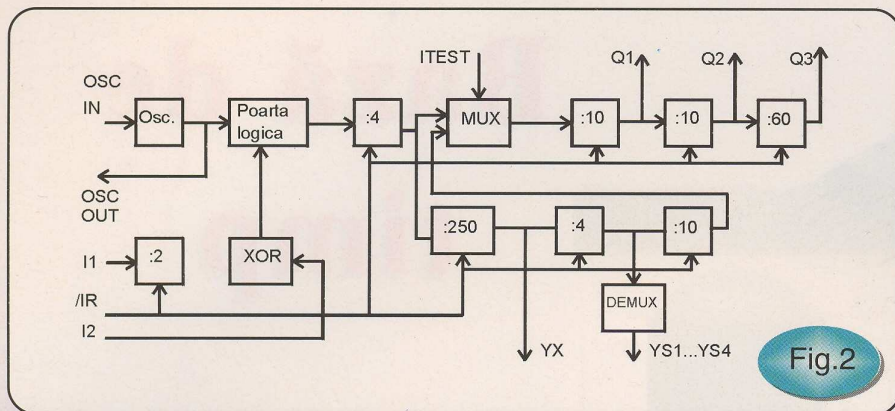 ITEST
Q1
Q2
Q3
OSC
IN
Osc.
Poarta
logica
:4
MUX
:10
:10
:60
OSC
OUT
:250
:4
:10
I1
:2
XOR
/IR
I2
DEMUX
YX
YS1...YS4
Fig.2